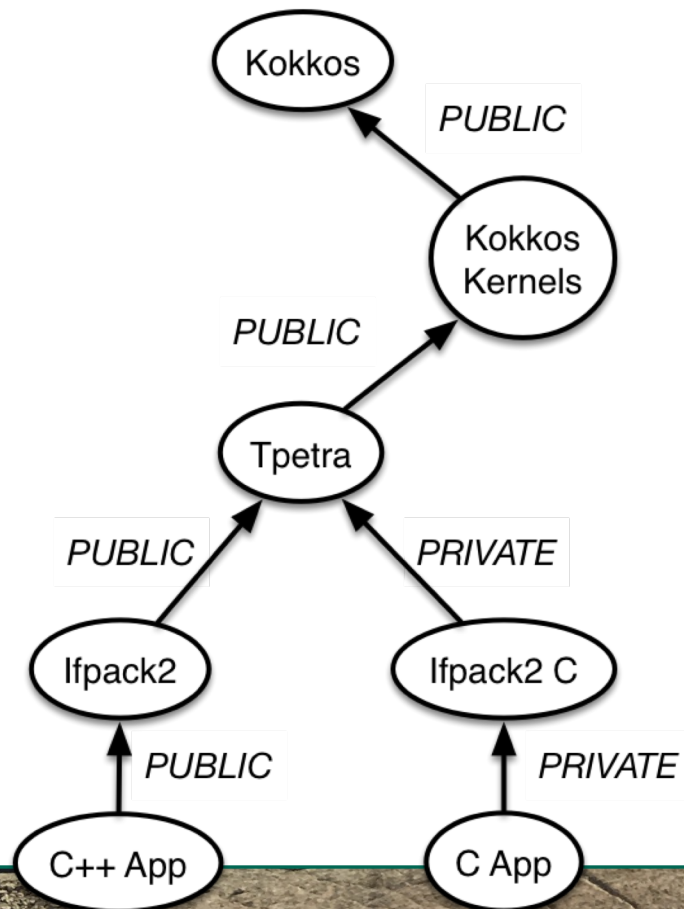 Kokkos
PUBLIC
Kokkos
Kernels
PUBLIC
Tpetra
PUBLIC
PRIVATE
Ifpack2
Ifpack2 C
PUBLIC
PRIVATE
C++ App
C App